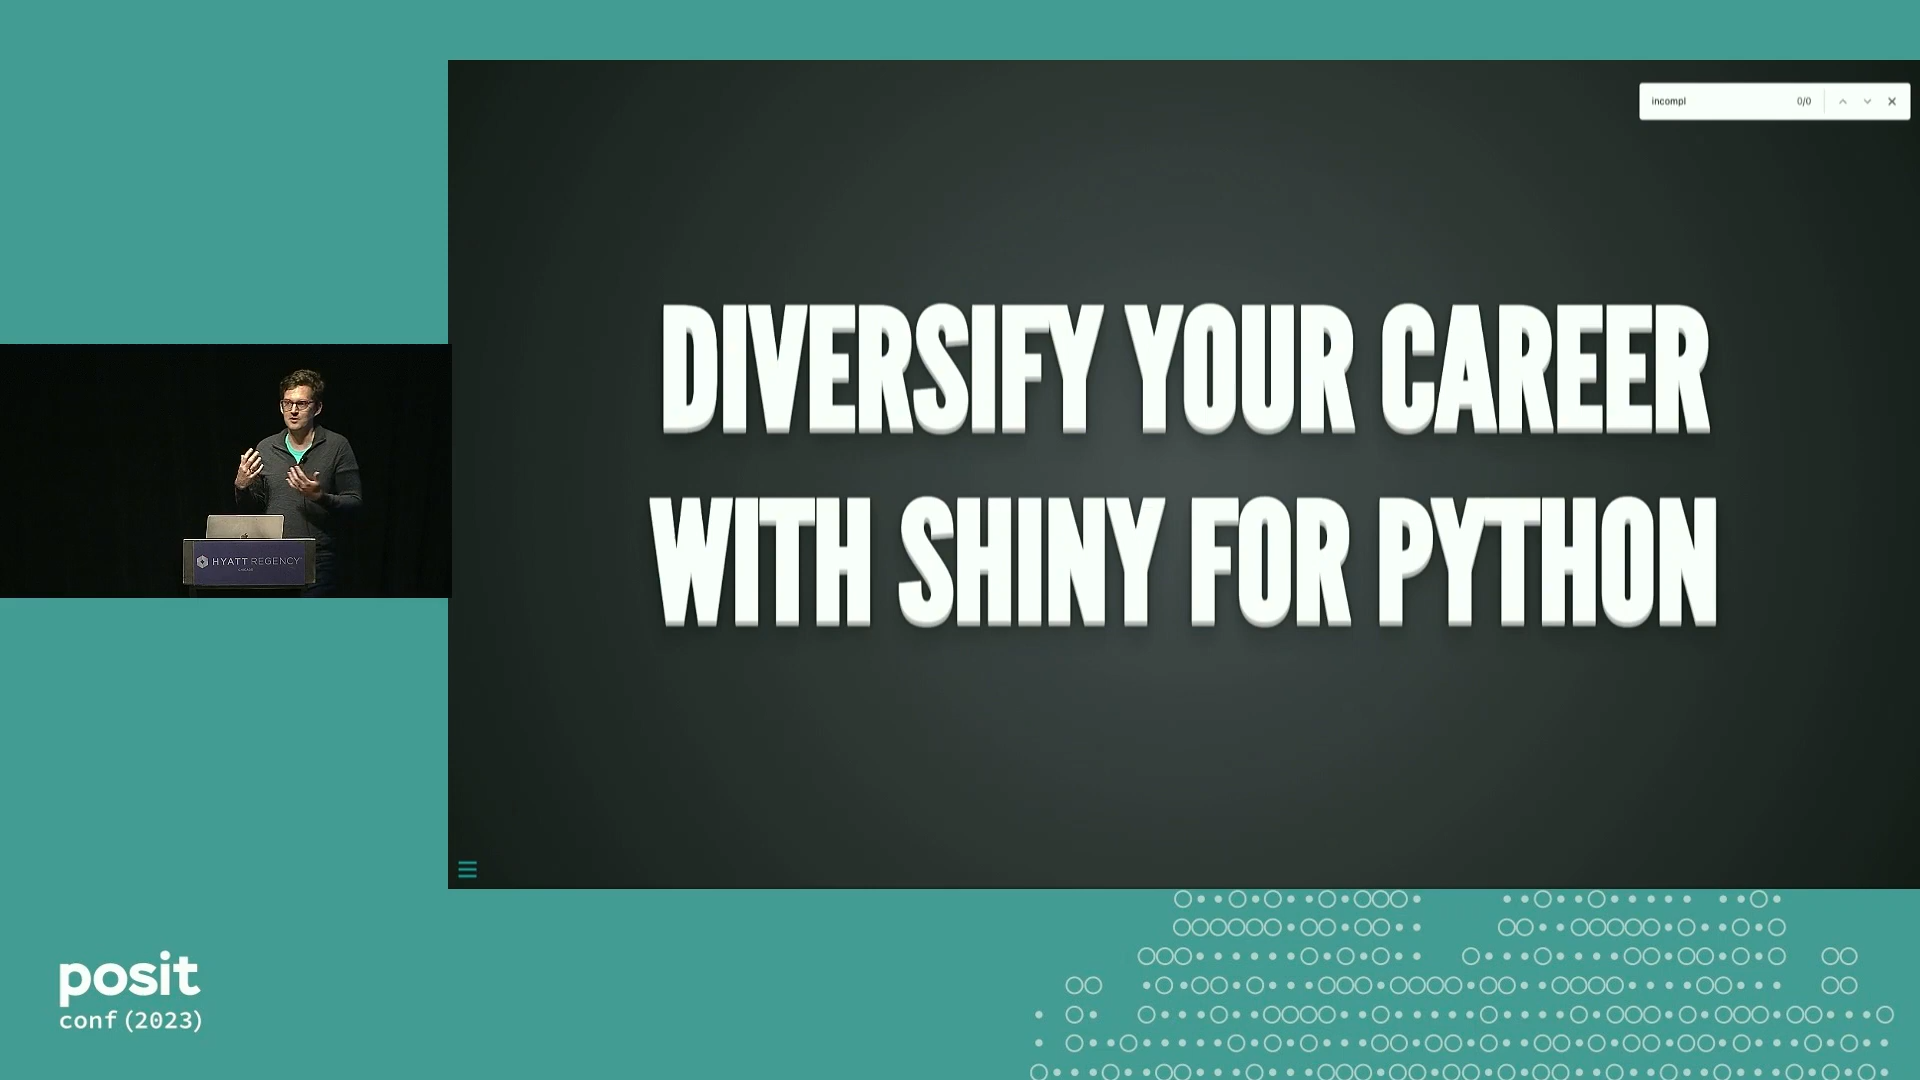 incompl 0/0
DIVERSIFY YOUR CAREER
WITH SHINY FOR PYTHON
HYATT REGENCY
posit
conf(2023)